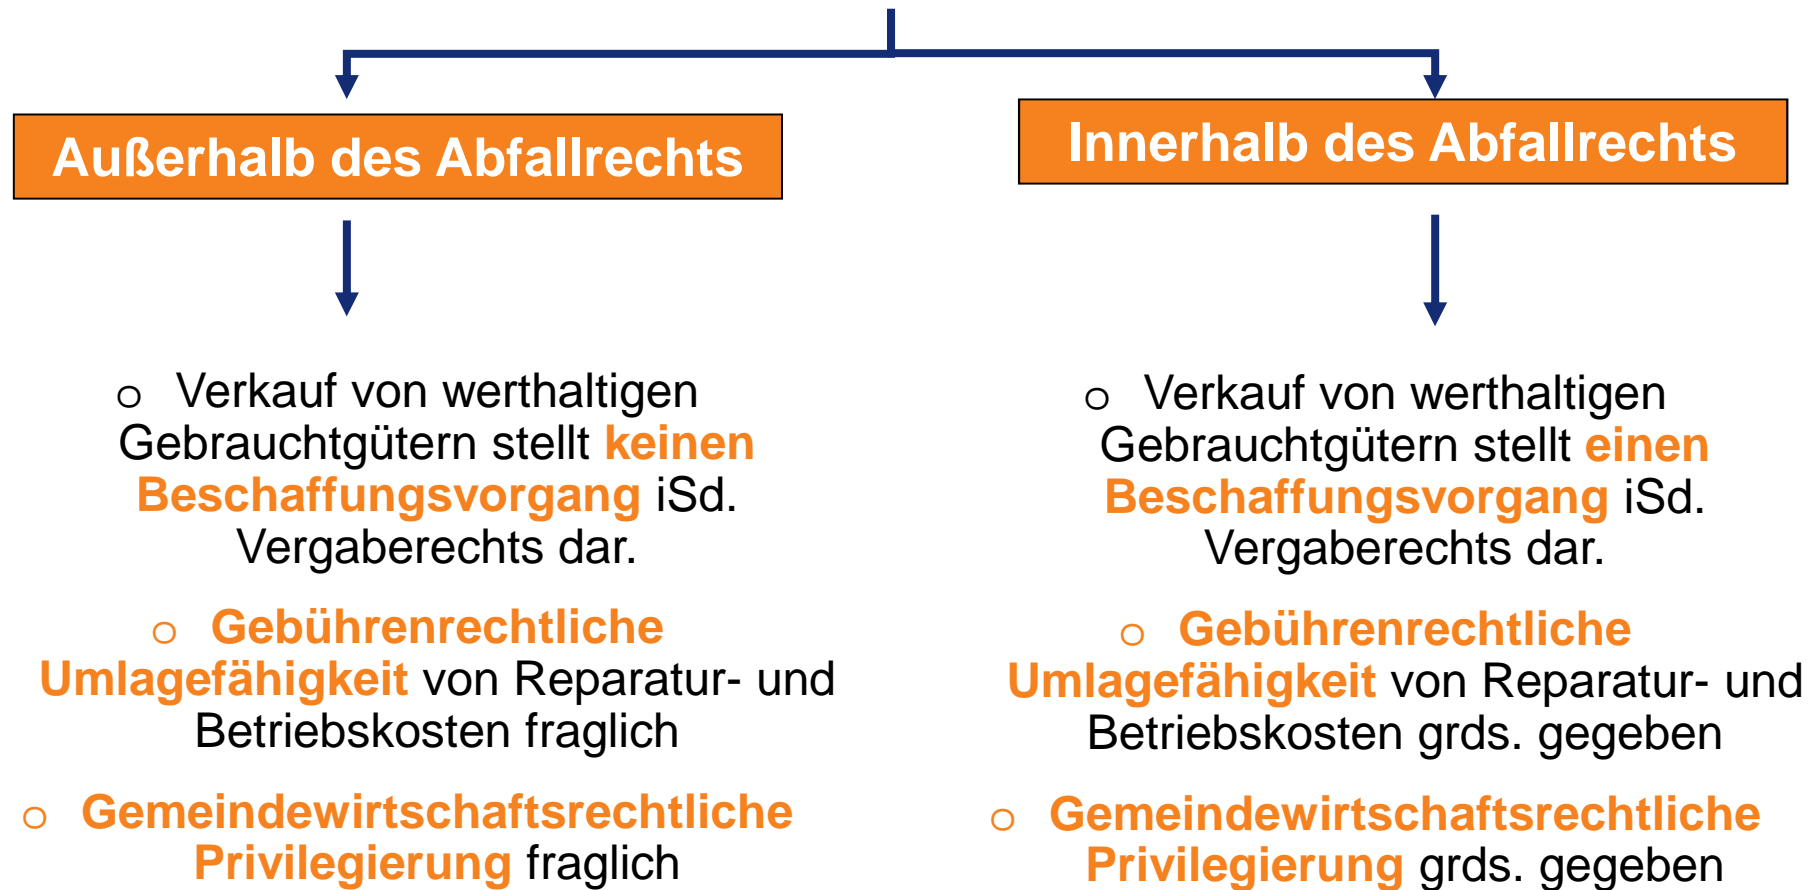 Außerhalb des Abfallrechts
o Verkauf von werthaltigen
Gebrauchtgütern stellt keinen
Beschaffungsvorgang iSd.
Vergaberechts dar.
o Gebührenrechtliche
Umlagefähigkeit von Reparatur- und
Betriebskosten fraglich
o Gemeindewirtschaftsrechtliche
Privilegierung fraglich
Innerhalb des Abfallrechts
o Verkauf von werthaltigen
Gebrauchtgütern stellt einen
Beschaffungsvorgang iSd.
Vergaberechts dar.
o Gebührenrechtliche
Umlagefähigkeit von Reparatur- und
Betriebskosten grds. gegeben
o Gemeindewirtschaftsrechtliche
Privilegierung grds. gegeben